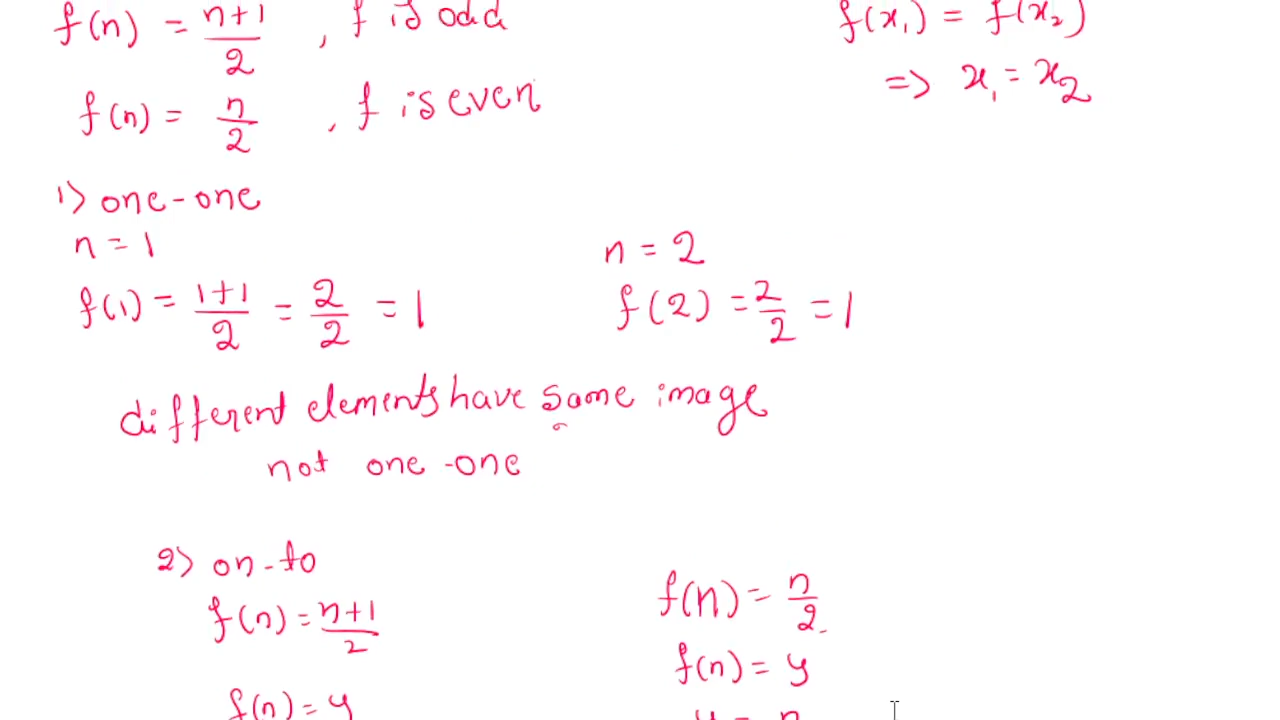 f(n) = n+1/2 , f is odd
f(x₁) = f(x₂)
=> x₁ = x₂
f(n) = n/2 , f is even
1) one-one
n = 1
f(1) = 1+1/2 = 2/2 = 1
n = 2
f(2) = 2/2 = 1
different elements have same image
not one-one
2) on-to
f(n) = n+1/2
f(n) = y
f(n) = n/2
f(n) = y
y = n